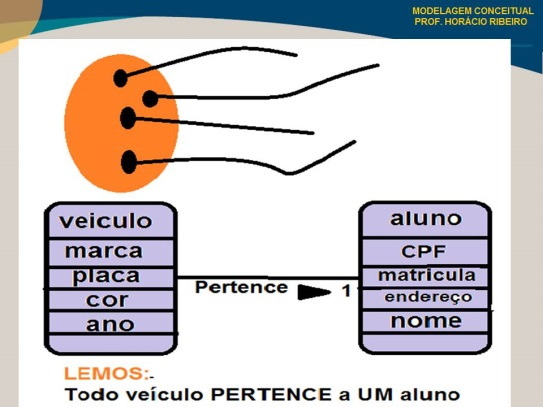 MODELAGEM CONCEITUAL
PROF. HORÁCIO RIBEIRO
veiculo
marca
placa
cor
ano
Pertence 1
aluno
CPF
matricula
endereço
nome
LEMOS:-
Todo veículo PERTENCE a UM aluno